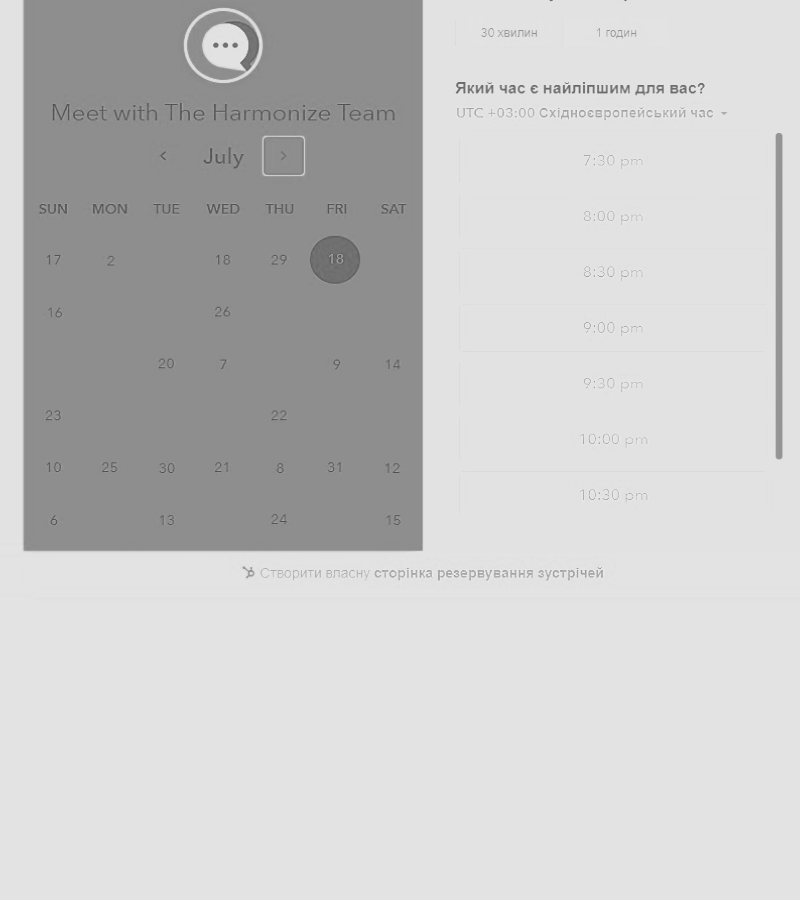 30 хвилин 1 годин
Meet with The Harmonize Team
July
SUN MON TUE WED THU FRI SAT
17 2 18 29 18
16 26
20 7 9 14
23 22
10 25 30 21 8 31 12
6 13 24 15
Який час є найліпшим для вас?
UTC +03:00 Східноєвропейський час
7:30 pm
8:00 pm
8:30 pm
9:00 pm
9:30 pm
10:00 pm
10:30 pm
Створити власну сторінка резервування зустрічей